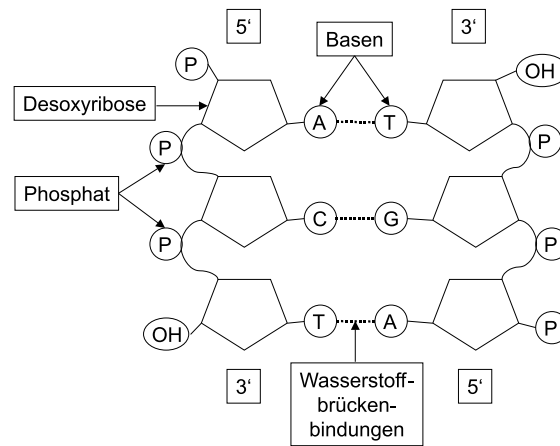 5‘
Basen
3‘
P
OH
Desoxyribose
A
T
P
P
Phosphat
C
G
P
P
T
A
OH
P
3‘
Wasserstoff-
brücken-
bindungen
5‘